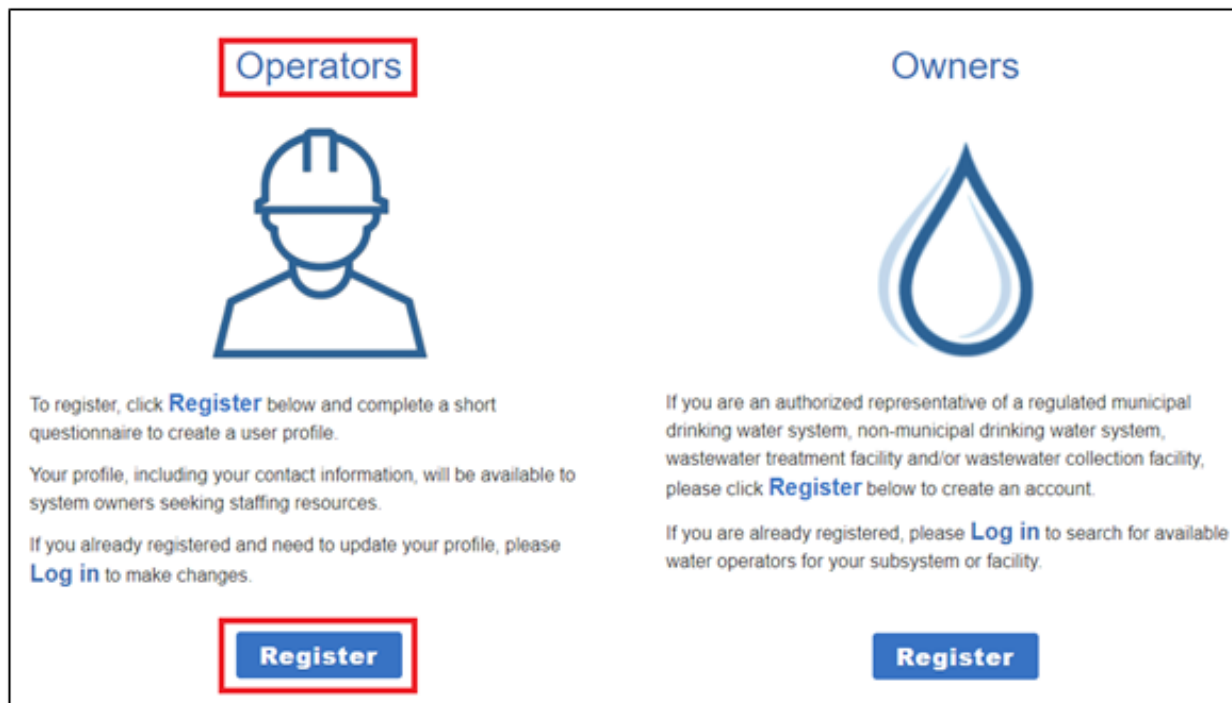 Operators
To register, click Register below and complete a short
questionnaire to create a user profile.
Your profile, including your contact information, will be available to
system owners seeking staffing resources.
If you already registered and need to update your profile, please
Log in to make changes.
Register
Owners
If you are an authorized representative of a regulated municipal
drinking water system, non-municipal drinking water system,
wastewater treatment facility and/or wastewater collection facility,
please click Register below to create an account.
If you are already registered, please Log in to search for available
water operators for your subsystem or facility.
Register